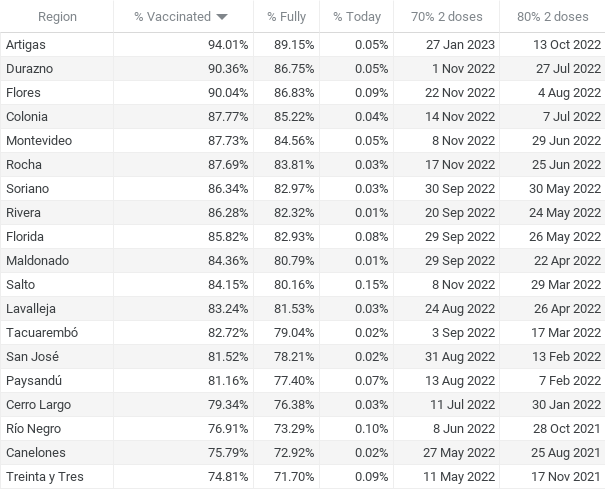 Region % Vaccinated % Fully % Today 70% 2 doses 80% 2 doses
Artigas 94.01% 89.15% 0.05% 27 Jan 2023 13 Oct 2022
Durazno 90.36% 86.75% 0.05% 1 Nov 2022 27 Jul 2022
Flores 90.04% 86.83% 0.09% 22 Nov 2022 4 Aug 2022
Colonia 87.77% 85.22% 0.04% 14 Nov 2022 7 Jul 2022
Montevideo 87.73% 84.56% 0.05% 8 Nov 2022 29 Jun 2022
Rocha 87.69% 83.81% 0.03% 17 Nov 2022 25 Jun 2022
Soriano 86.34% 82.97% 0.03% 30 Sep 2022 30 May 2022
Rivera 86.28% 82.32% 0.01% 20 Sep 2022 24 May 2022
Florida 85.82% 82.93% 0.08% 29 Sep 2022 26 May 2022
Maldonado 84.36% 80.79% 0.01% 29 Sep 2022 22 Apr 2022
Salto 84.15% 80.16% 0.15% 8 Nov 2022 29 Mar 2022
Lavalleja 83.24% 81.53% 0.03% 24 Aug 2022 26 Apr 2022
Tacuarembó 82.72% 79.04% 0.02% 3 Sep 2022 17 Mar 2022
San José 81.52% 78.21% 0.02% 31 Aug 2022 13 Feb 2022
Paysandú 81.16% 77.40% 0.07% 13 Aug 2022 7 Feb 2022
Cerro Largo 79.34% 76.38% 0.03% 11 Jul 2022 30 Jan 2022
Río Negro 76.91% 73.29% 0.10% 8 Jun 2022 28 Oct 2021
Canelones 75.79% 72.92% 0.02% 27 May 2022 25 Aug 2021
Treinta y Tres 74.81% 71.70% 0.09% 11 May 2022 17 Nov 2021